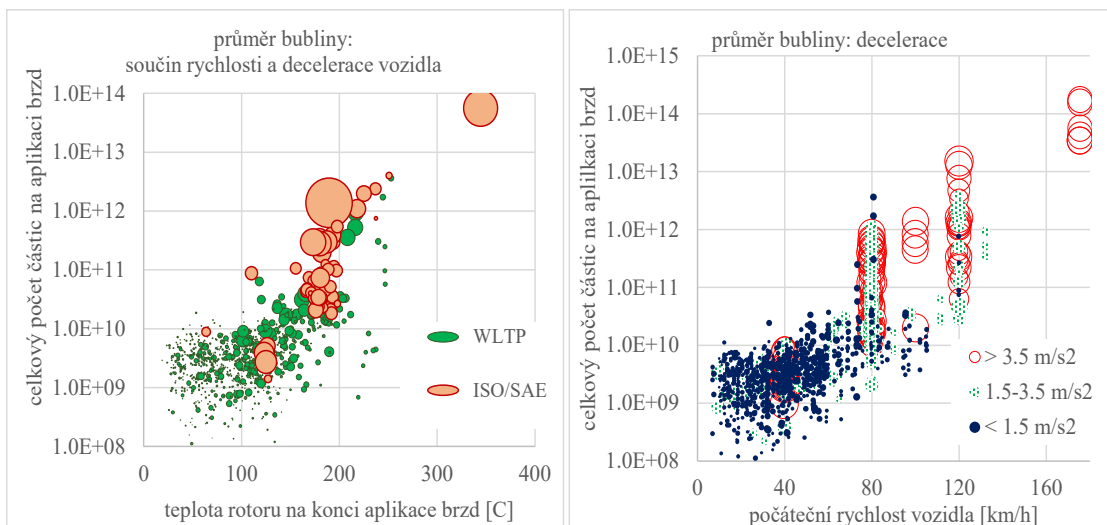 průměr bubliny:
součin rychlosti a decelerace vozidla
celkový počet částic na aplikaci brzd
1.0E+14
1.0E+13
1.0E+12
1.0E+11
1.0E+10
1.0E+09
1.0E+08
0
100
200
300
400
teplota rotoru na konci aplikace brzd [C]
WLTP
ISO/SAE
průměr bubliny: decelerace
celkový počet částic na aplilkaci brzd
1.0E+15
1.0E+14
1.0E+13
1.0E+12
1.0E+11
1.0E+10
1.0E+09
1.0E+08
0
40
80
120
160
počáteční rychlost vozidla [km/h]
> 3.5 m/s2
1.5-3.5 m/s2
< 1.5 m/s2